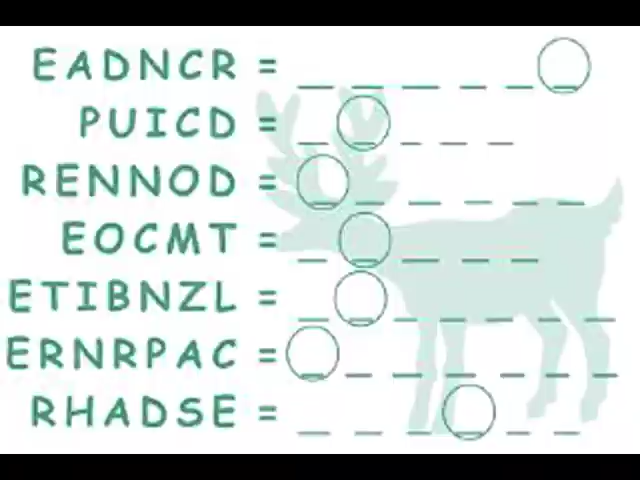 EADNCR =
PUICD =
RENNOD =
EOCMT =
ETIBNZL =
ERNRPAC =
RHADSE =